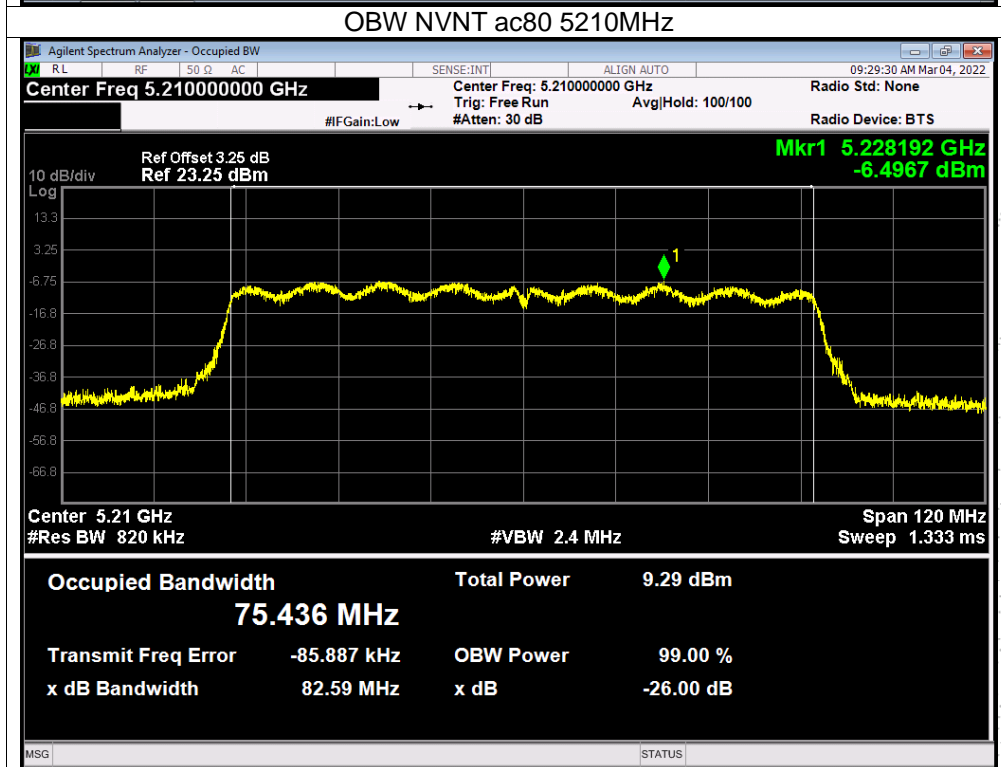 OBW NVNT ac80 5210MHz
Agilent Spectrum Analyzer - Occupied BW
LXI RL RF 50 Ω AC SENSE:INT ALIGN AUTO 09:29:30 AM Mar 04, 2022
Center Freq 5.210000000 GHz Center Freq: 5.210000000 GHz Radio Std: None
Trig: Free Run Avg|Hold: 100/100
#IFGain:Low #Atten: 30 dB Radio Device: BTS
Ref Offset 3.25 dB Mkr1 5.228192 GHz
10 dB/div Ref 23.25 dBm -6.4967 dBm
Log
13.3
3.25
1
-6.75
-16.8
-26.8
-36.8
-46.8
-56.8
-66.8
Center 5.21 GHz Span 120 MHz
#Res BW 820 kHz #VBW 2.4 MHz Sweep 1.333 ms
Occupied Bandwidth Total Power 9.29 dBm
75.436 MHz
Transmit Freq Error -85.887 kHz OBW Power 99.00 %
x dB Bandwidth 82.59 MHz x dB -26.00 dB
MSG STATUS